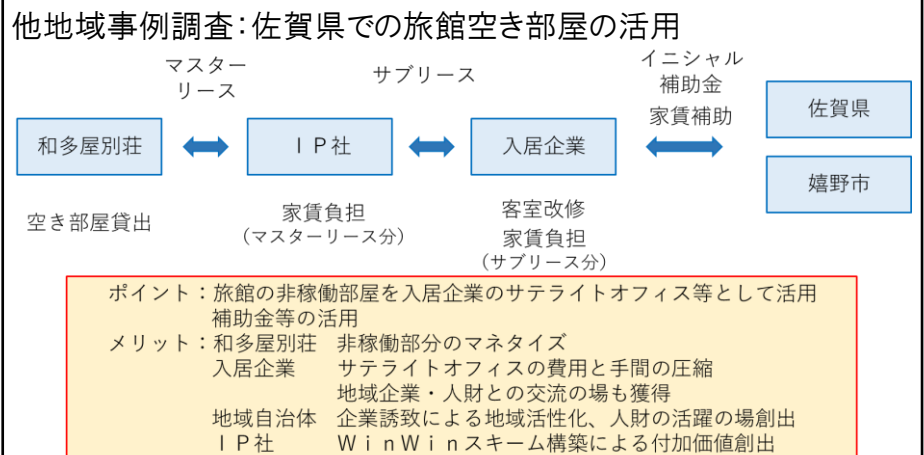 他地域事例調査：佐賀県での旅館空き部屋の活用
マスター
リース
サブリース
イニシャル
補助金
家賃補助
和多屋別荘
ＩＰ社
入居企業
佐賀県
嬉野市
空き部屋貸出
家賃負担
（マスターリース分）
客室改修
家賃負担
（サブリース分）
ポイント：旅館の非稼働部屋を入居企業のサテライトオフィス等として活用
補助金等の活用
メリット：和多屋別荘　非稼働部分のマネタイズ
入居企業　サテライトオフィスの費用と手間の圧縮
地域企業・人財との交流の場も獲得
地域自治体　企業誘致による地域活性化、人財の活躍の場創出
ＩＰ社　ＷｉｎＷｉｎスキーム構築による付加価値創出